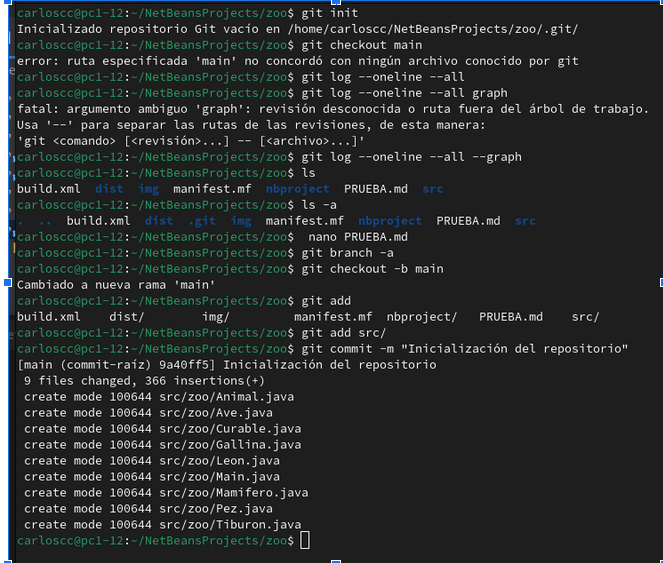 carloscc@pc1-12:~/NetBeansProjects/zoo$ git init
Inicializado repositorio Git vacío en /home/carloscc/NetBeansProjects/zoo/.git/
carloscc@pc1-12:~/NetBeansProjects/zoo$ git checkout main
error: ruta especificada 'main' no concordó con ningún archivo conocido por git
carloscc@pc1-12:~/NetBeansProjects/zoo$ git log --oneline --all
carloscc@pc1-12:~/NetBeansProjects/zoo$ git log --oneline --all graph
fatal: argumento ambiguo 'graph': revisión desconocida o ruta fuera del árbol de trabajo.
Usa '--' para separar las rutas de las revisiones, de esta manera:
'git <comando> [<revisión>...] -- [<archivo>...]'
carloscc@pc1-12:~/NetBeansProjects/zoo$ git log --oneline --all --graph
carloscc@pc1-12:~/NetBeansProjects/zoo$ ls
build.xml  dist  img  manifest.mf  nbproject  PRUEBA.md  src
carloscc@pc1-12:~/NetBeansProjects/zoo$ ls -a
.  ..  build.xml  dist  .git  img  manifest.mf  nbproject  PRUEBA.md  src
carloscc@pc1-12:~/NetBeansProjects/zoo$  nano PRUEBA.md
carloscc@pc1-12:~/NetBeansProjects/zoo$ git branch -a
carloscc@pc1-12:~/NetBeansProjects/zoo$ git checkout -b main
Cambiado a nueva rama 'main'
carloscc@pc1-12:~/NetBeansProjects/zoo$ git add
build.xml    dist/        img/         manifest.mf  nbproject/   PRUEBA.md    src/
carloscc@pc1-12:~/NetBeansProjects/zoo$ git add src/
carloscc@pc1-12:~/NetBeansProjects/zoo$ git commit -m "Inicialización del repositorio"
[main (commit-raíz) 9a40ff5] Inicialización del repositorio
 9 files changed, 366 insertions(+)
 create mode 100644 src/zoo/Animal.java
 create mode 100644 src/zoo/Ave.java
 create mode 100644 src/zoo/Curable.java
 create mode 100644 src/zoo/Gallina.java
 create mode 100644 src/zoo/Leon.java
 create mode 100644 src/zoo/Main.java
 create mode 100644 src/zoo/Mamifero.java
 create mode 100644 src/zoo/Pez.java
 create mode 100644 src/zoo/Tiburon.java
carloscc@pc1-12:~/NetBeansProjects/zoo$